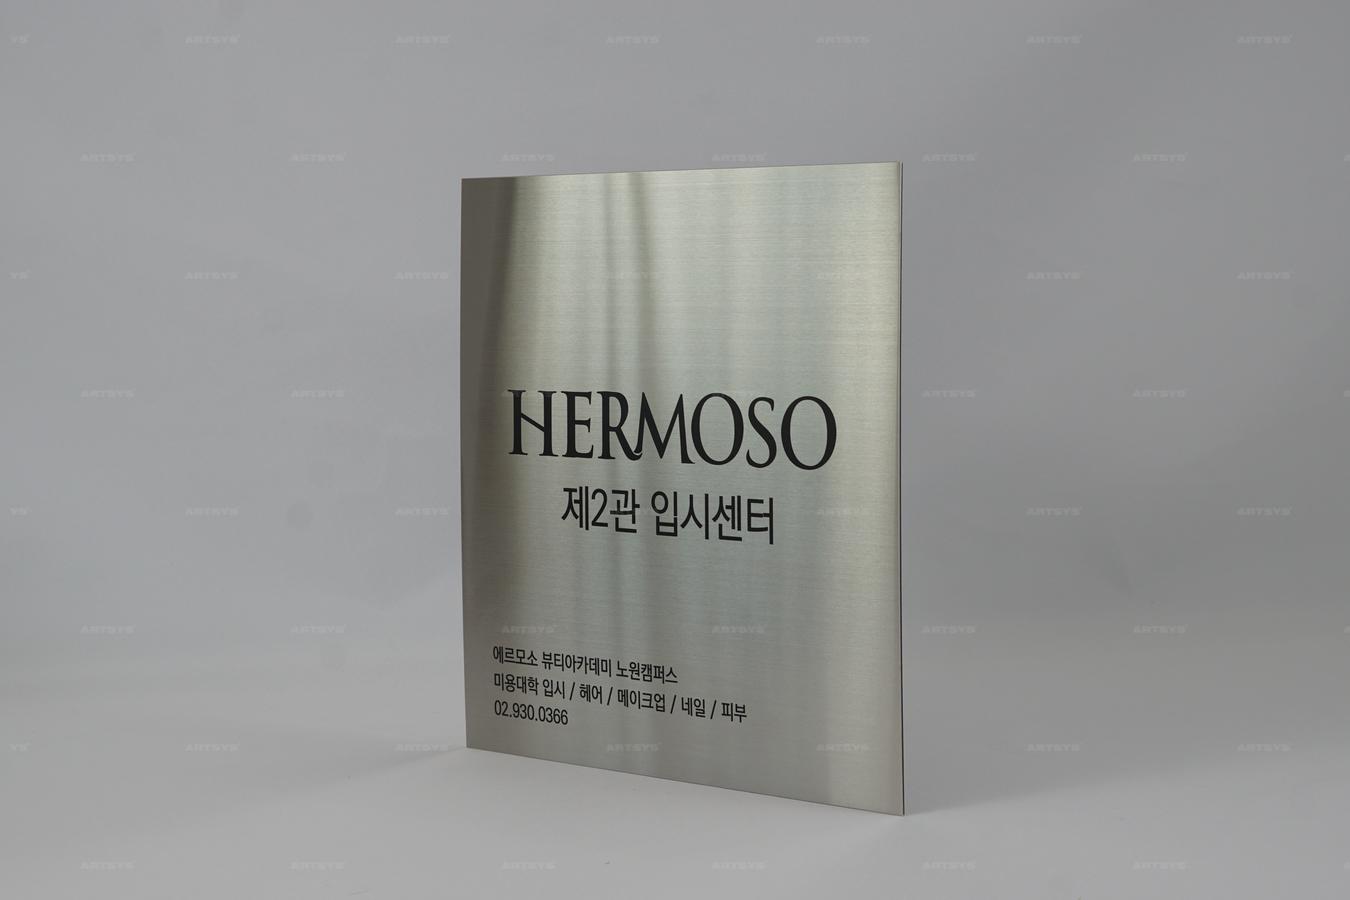 HERMOSO
제2관 입시센터
에르모소 뷰티아카데미 노원캠퍼스
미용대학 입시 / 헤어 / 메이크업 / 네일 / 피부
02.930.0366
ARTSYS